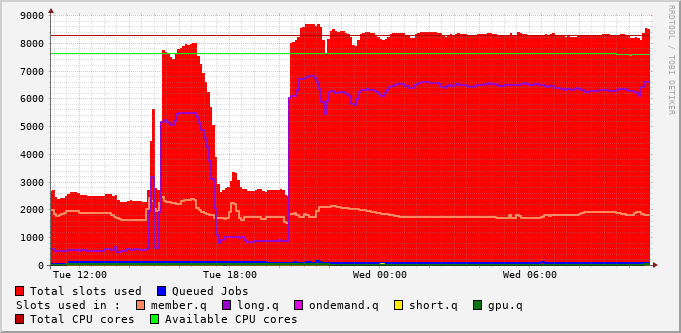 9000
8000
7000
6000
5000
4000
3000
2000
1000
0
Tue 12:00 Tue 18:00 Wed 00:00 Wed 06:00
RRDTOOL / TOBI OETIKER
Total slots used Queued Jobs
Slots used in : member.q long.q ondemand.q short.q gpu.q
Total CPU cores Available CPU cores